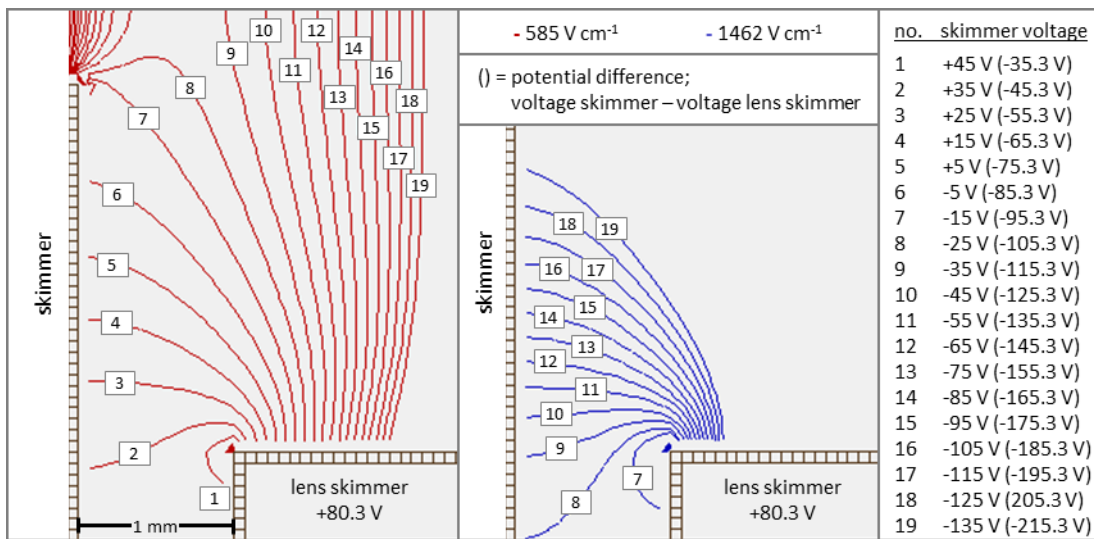 - 585 V cm-1
- 1462 V cm-1
() = potential difference;
voltage skimmer – voltage lens skimmer
skimmer
1
2
3
4
5
6
7
8
9
10
11
12
13
14
15
16
17
18
19
1 mm
lens skimmer
+80.3 V
skimmer
7
8
9
10
11
12
13
14
15
16
17
18
19
lens skimmer
+80.3 V
no. skimmer voltage
1 +45 V (-35.3 V)
2 +35 V (-45.3 V)
3 +25 V (-55.3 V)
4 +15 V (-65.3 V)
5 +5 V (-75.3 V)
6 -5 V (-85.3 V)
7 -15 V (-95.3 V)
8 -25 V (-105.3 V)
9 -35 V (-115.3 V)
10 -45 V (-125.3 V)
11 -55 V (-135.3 V)
12 -65 V (-145.3 V)
13 -75 V (-155.3 V)
14 -85 V (-165.3 V)
15 -95 V (-175.3 V)
16 -105 V (-185.3 V)
17 -115 V (-195.3 V)
18 -125 V (205.3 V)
19 -135 V (-215.3 V)